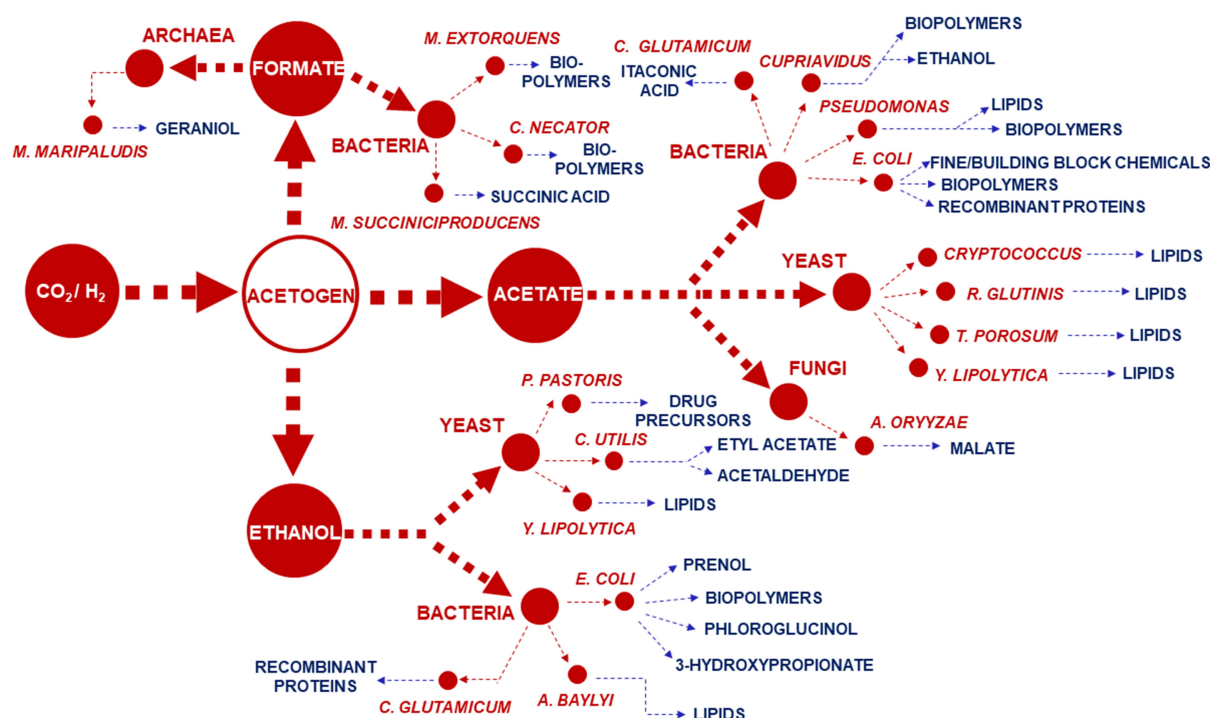 ARCHAEA
FORMATE
M. MARIPALUDIS
GERANIOL
M. EXTORQUENS
BIO-
POLYMERS
BACTERIA
C. NECATOR
BIO-
POLYMERS
SUCCINIC ACID
M. SUCCINICIPRODUCENS
CO2/ H2
ACETOGEN
ACETATE
C. GLUTAMICUM
ITACONIC
ACID
CUPRIAVIDUS
BIOPOLYMERS
ETHANOL
PSEUDOMONAS
LIPIDS
BIOPOLYMERS
BACTERIA
E. COLI
FINE/BUILDING BLOCK CHEMICALS
BIOPOLYMERS
RECOMBINANT PROTEINS
YEAST
CRYPTOCOCCUS
LIPIDS
R. GLUTINIS
LIPIDS
T. POROSUM
LIPIDS
Y. LIPOLYTICA
LIPIDS
FUNGI
A. ORYYZAE
MALATE
ETHANOL
YEAST
P. PASTORIS
DRUG
PRECURSORS
C. UTILIS
ETYL ACETATE
ACETALDEHYDE
Y. LIPOLYTICA
LIPIDS
BACTERIA
E. COLI
PRENOL
BIOPOLYMERS
PHLOROGLUCINOL
3-HYDROXYPROPIONATE
RECOMBINANT
PROTEINS
C. GLUTAMICUM
A. BAYLYI
LIPIDS